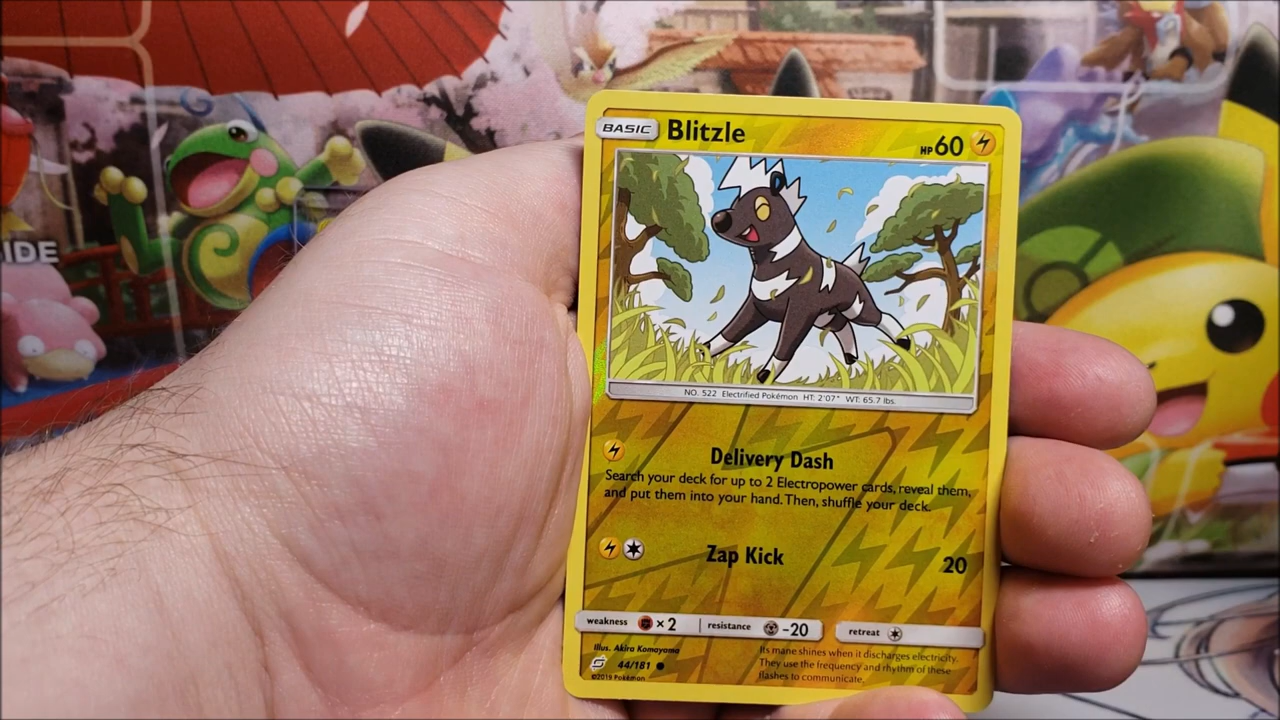 IDE
BASIC Blitzle HP 60
NO. 522 Electrified Pokémon HT: 2'07" WT: 65.7 lbs.
Delivery Dash
Search your deck for up to 2 Electropower cards, reveal them,
and put them into your hand. Then, shuffle your deck.
Zap Kick 20
weakness ×2 resistance -20 retreat
Illus. Akira Komayama
44/181
©2019 Pokémon
Its mane shines when it discharges electricity.
They use the frequency and rhythm of these
flashes to communicate.